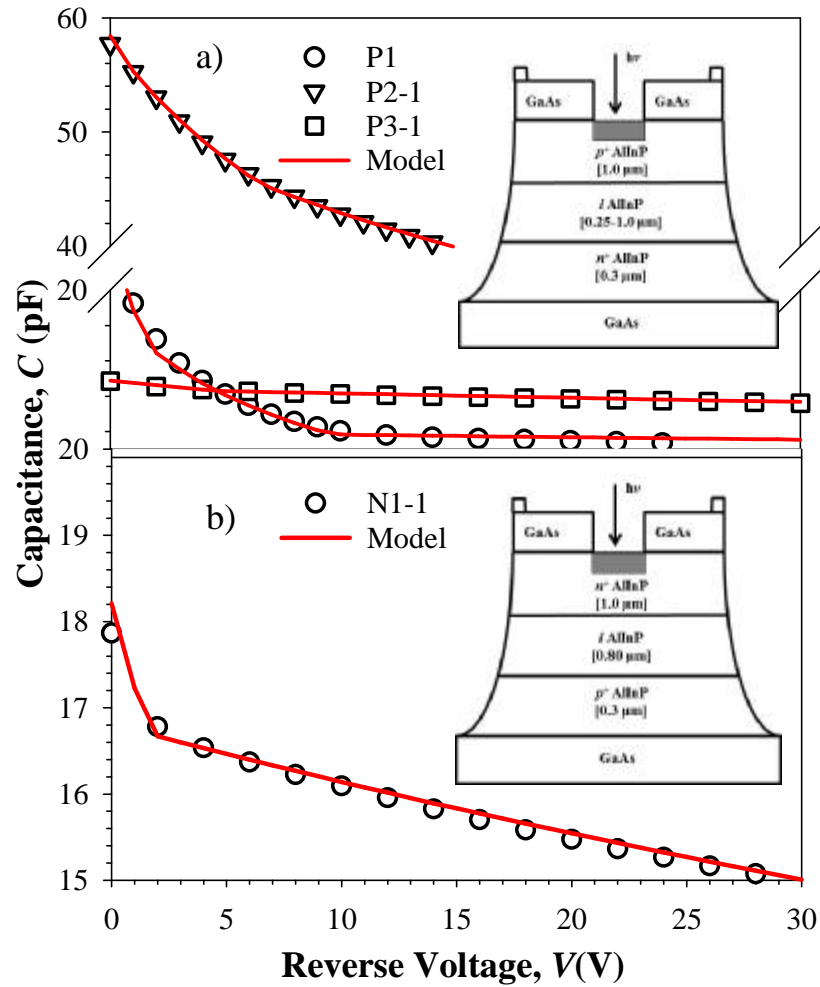 60
50
40
20
20
19
18
17
16
15
0
5
10
15
20
25
30
Capacitance, C (pF)
Reverse Voltage, V(V)
a)
P1
P2-1
P3-1
Model
hν
GaAs
GaAs
p⁺ AlInP
[1.0 μm]
i AlInP
[0.25-1.0 μm]
n⁺ AlInP
[0.3 μm]
GaAs
b)
N1-1
Model
hν
GaAs
GaAs
n⁺ AlInP
[1.0 μm]
i AlInP
[0.80 μm]
p⁺ AlInP
[0.3 μm]
GaAs